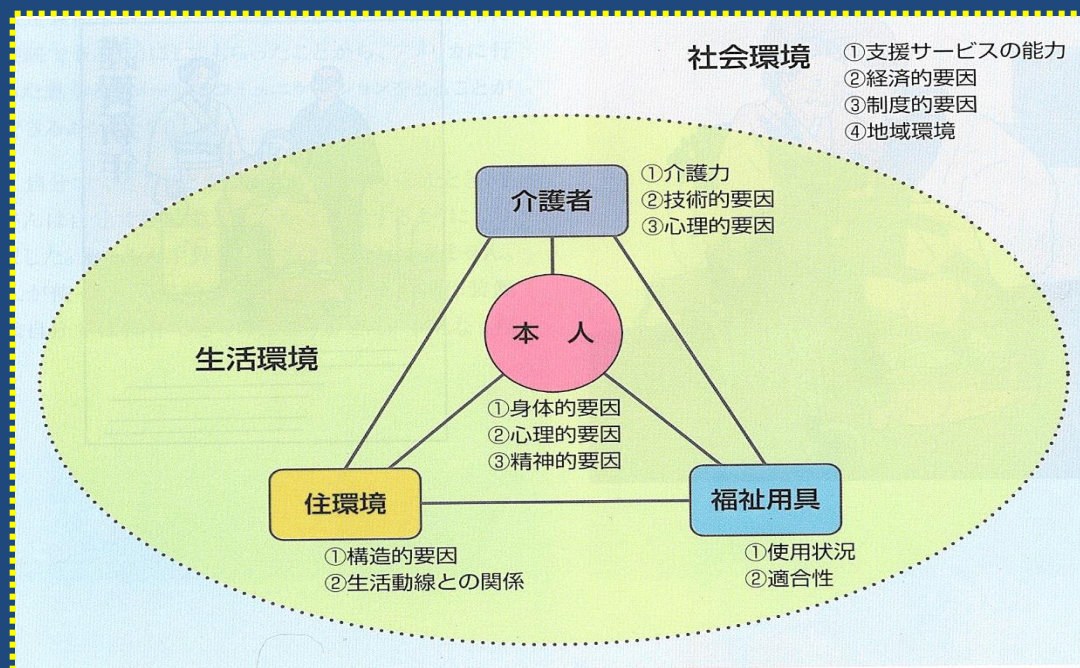 社会環境
①支援サービスの能力
②経済的要因
③制度的要因
④地域環境
介護者
①介護力
②技術的要因
③心理的要因
本 人
①身体的要因
②心理的要因
③精神的要因
生活環境
住環境
①構造的要因
②生活動線との関係
福祉用具
①使用状況
②適合性